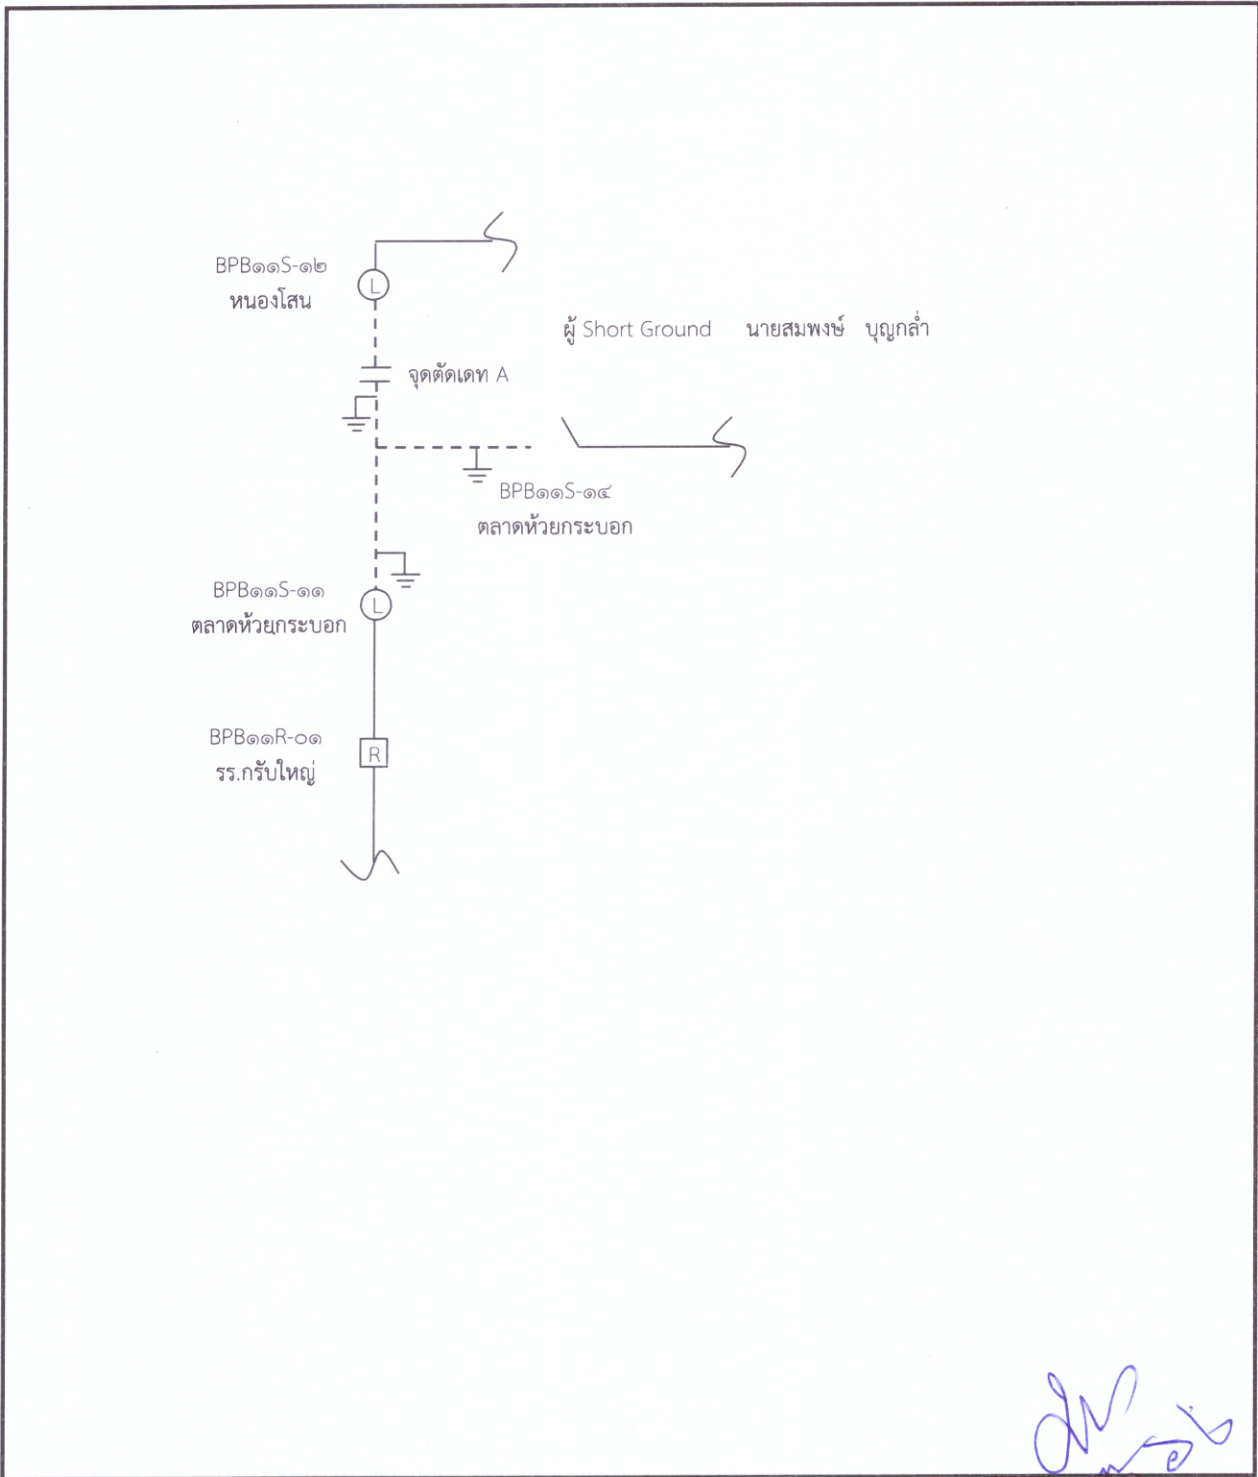 BPB๑๑S-๑๒
หนองโสน
L
ผู้ Short Ground นายสมพงษ์ บุญกล่ำ
จุดตัดเดท A
BPB๑๑S-๑๔
ตลาดห้วยกระบอก
BPB๑๑S-๑๑
ตลาดห้วยกระบอก
L
BPB๑๑R-๐๑
รร.กรับใหญ่
R